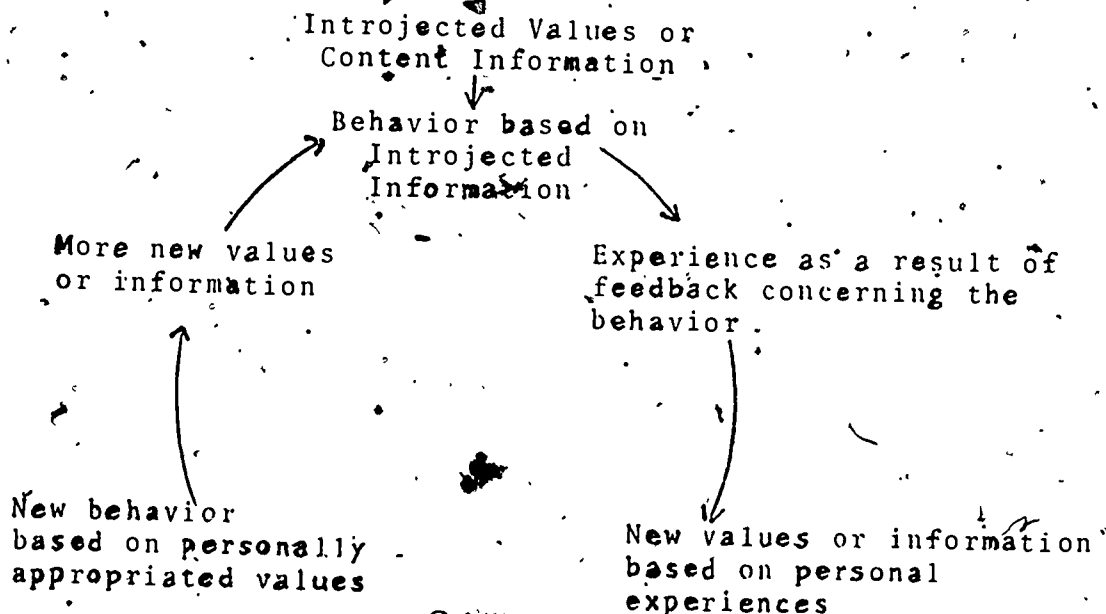 Introjected Values or
Content Information
Behavior based on
Introjected
Information
More new values
or information
Experience as a result of
feedback concerning the
behavior.
New behavior
based on personally
appropriated values
New values or information
based on personal
experiences